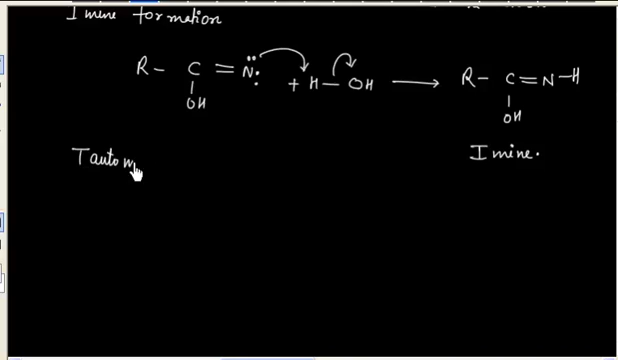 Imine formation
R - C = N: + H - OH ⟶ R - C = N - H
OH OH
Tautom Imine.